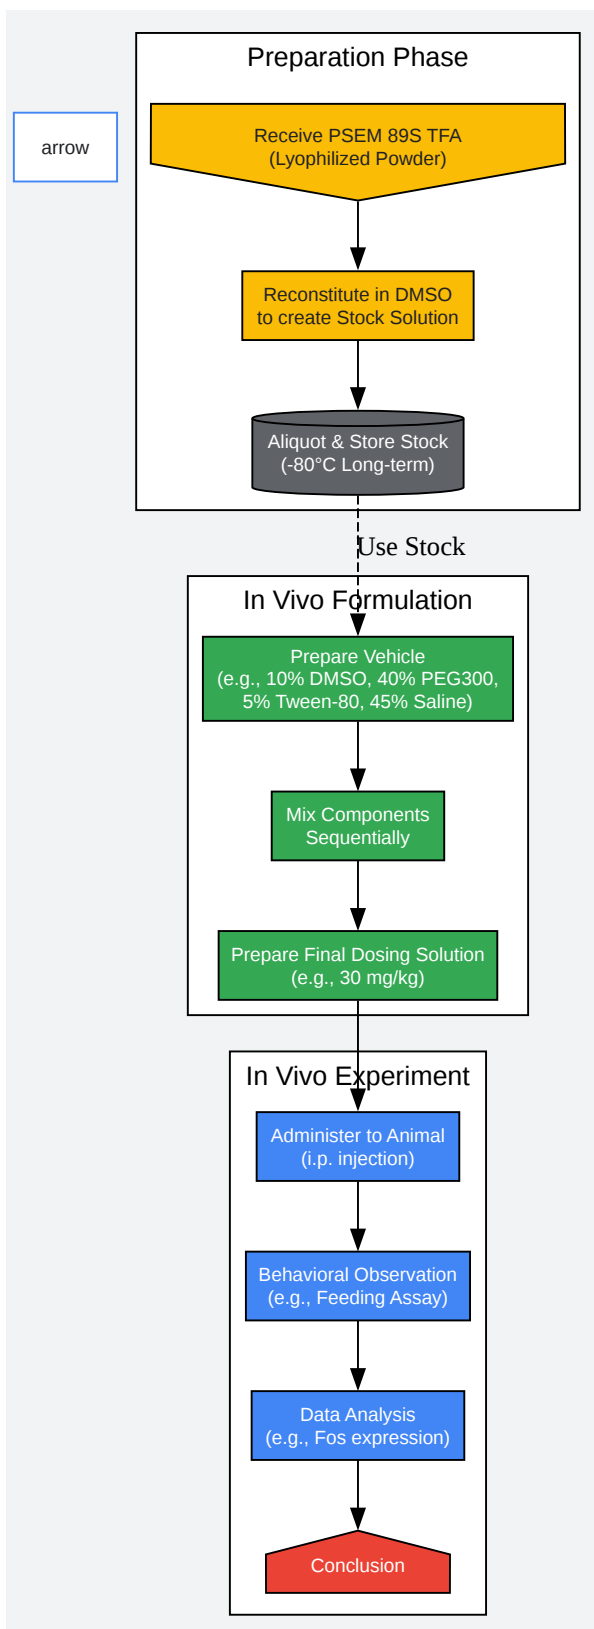 Preparation Phase
arrow
Receive PSEM 89S TFA
(Lyophilized Powder)
Reconstitute in DMSO
to create Stock Solution
Aliquot & Store Stock
(-80°C Long-term)
Use Stock
In Vivo Formulation
Prepare Vehicle
(e.g., 10% DMSO, 40% PEG300,
5% Tween-80, 45% Saline)
Mix Components
Sequentially
Prepare Final Dosing Solution
(e.g., 30 mg/kg)
In Vivo Experiment
Administer to Animal
(i.p. injection)
Behavioral Observation
(e.g., Feeding Assay)
Data Analysis
(e.g., Fos expression)
Conclusion